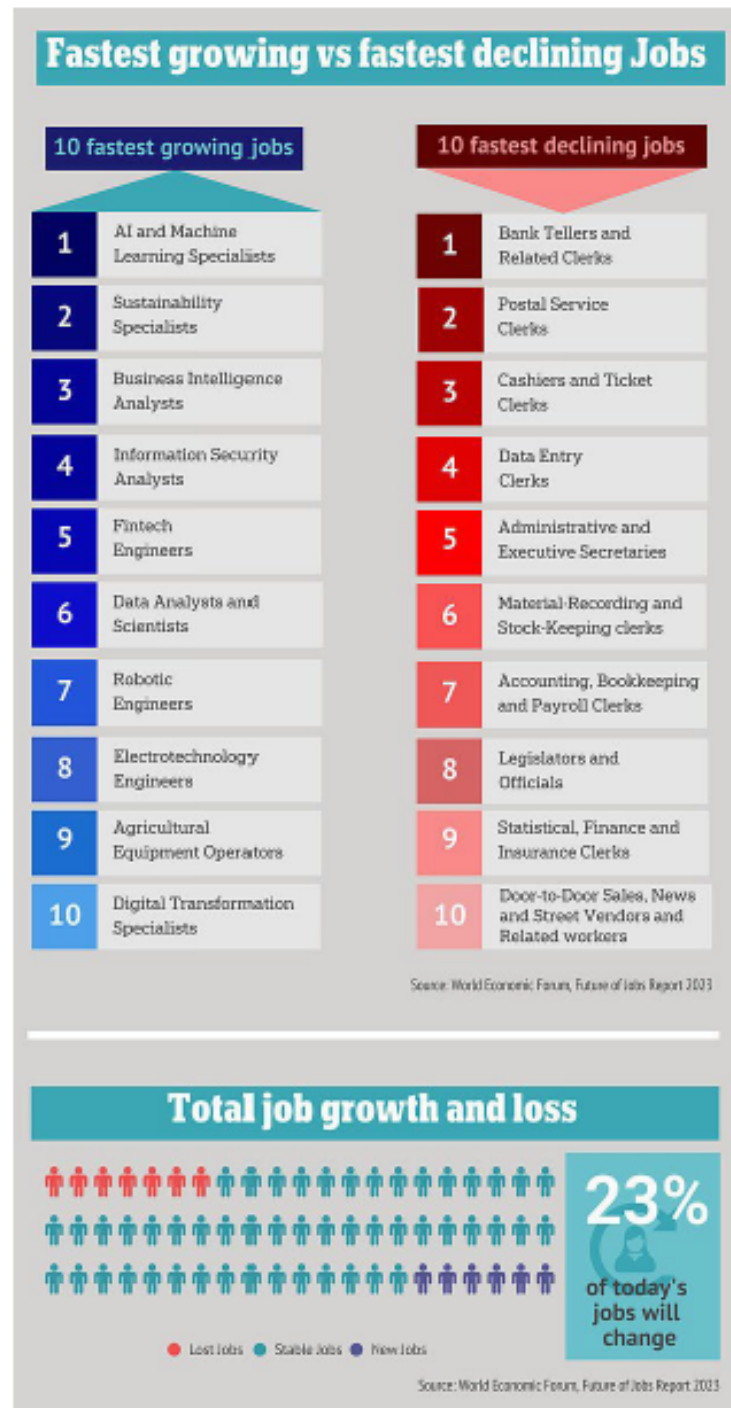 Fastest growing vs fastest declining Jobs
10 fastest growing jobs
1
AI and Machine
Learning Specialiists
2
Sustainability
Specialists
3
Business Intelligence
Analysts
4
Information Security
Analysts
5
Fintech
Engineers
6
Data Analysts and
Scientists
7
Robotic
Engineers
8
Electrotechnology
Engineers
9
Agricultural
Equipment Operators
10
Digital Transformation
Specialists
10 fastest declining jobs
1
Bank Tellers and
Related Clerks
2
Postal Service
Clerks
3
Cashiers and Ticket
Clerks
4
Data Entry
Clerks
5
Administrative and
Executive Secretaries
6
Material-Recording and
Stock-Keeping clerks
7
Accounting, Bookkeeping
and Payroll Clerks
8
Legislators and
Officials
9
Statistical, Finance and
Insurance Clerks
10
Door-to-Door Sales, News
and Street Vendors and
Related workers
Source: World Economic Forum, Future of Jobs Report 2023
Total job growth and loss
23%
of today's
jobs will
change
Lost Jobs Stable Jobs New Jobs
Source: World Economic Forum, Future of Jobs Report 2023